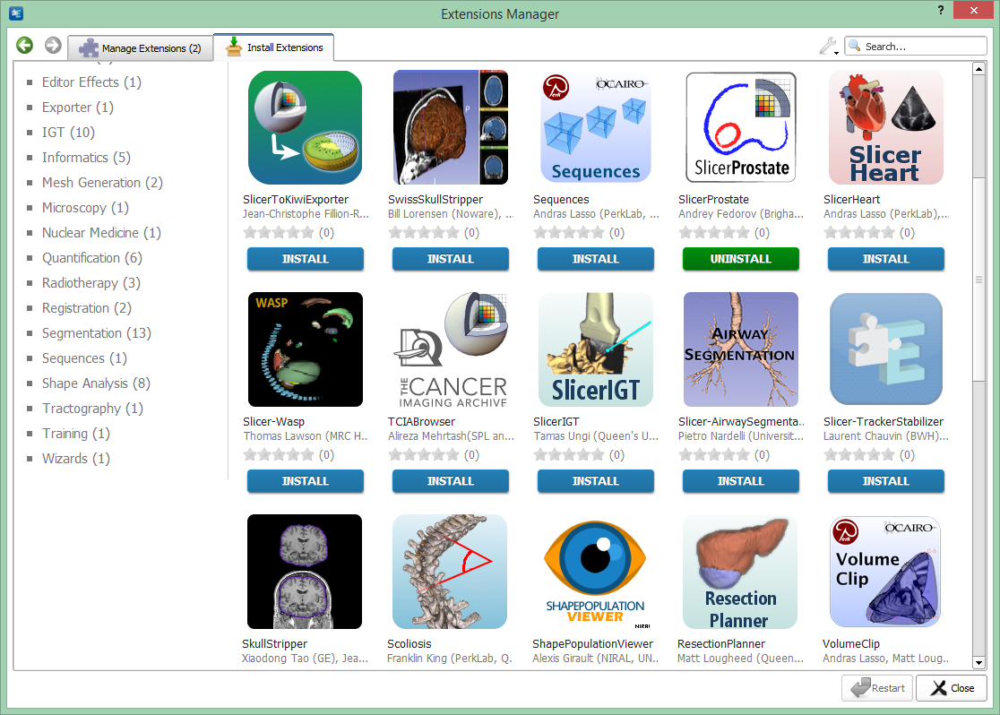 Extensions Manager
?
Manage Extensions (2)
Install Extensions
Search...
Editor Effects (1)
Exporter (1)
IGT (10)
Informatics (5)
Mesh Generation (2)
Microscopy (1)
Nuclear Medicine (1)
Quantification (6)
Radiotherapy (3)
Registration (2)
Segmentation (13)
Sequences (1)
Shape Analysis (8)
Tractography (1)
Training (1)
Wizards (1)
P
Perk
OCAIRO
Sequences
SlicerProstate
Slicer
Heart
SlicerToKiwiExporter
SwissSkullStripper
Sequences
SlicerProstate
SlicerHeart
Jean-Christophe Fillion-R...
Bill Lorensen (Noware), ...
Andras Lasso (PerkLab, ...
Andrey Fedorov (Brigha...
Andras Lasso (PerkLab),...
(0)
(0)
(0)
(0)
(0)
INSTALL
INSTALL
INSTALL
UNINSTALL
INSTALL
WASP
THE CANCER
IMAGING ARCHIVE
SlicerIGT
AIRWAY
SEGMENTATION
E
Slicer-Wasp
TCIABrowser
SlicerIGT
Slicer-AirwaySegmenta..
Slicer-TrackerStabilizer
Thomas Lawson (MRC H...
Alireza Mehrtash(SPL an...
Tamas Ungi (Queen's U...
Pietro Nardelli (Universit...
Laurent Chauvin (BWH)...
(0)
(0)
(0)
(0)
(0)
INSTALL
INSTALL
INSTALL
INSTALL
INSTALL
SHAPEPOPULATION
VIEWER
NIRAL
Resection
Planner
Perk
OCAIRO
Volume
Clip
SkullStripper
Scoliosis
ShapePopulationViewer
ResectionPlanner
VolumeClip
Xiaodong Tao (GE), Jea...
Franklin King (PerkLab, Q.
Alexis Girault (NIRAL, UN..
Matt Lougheed (Queen...
Andras Lasso, Matt Loug..
Restart
Close